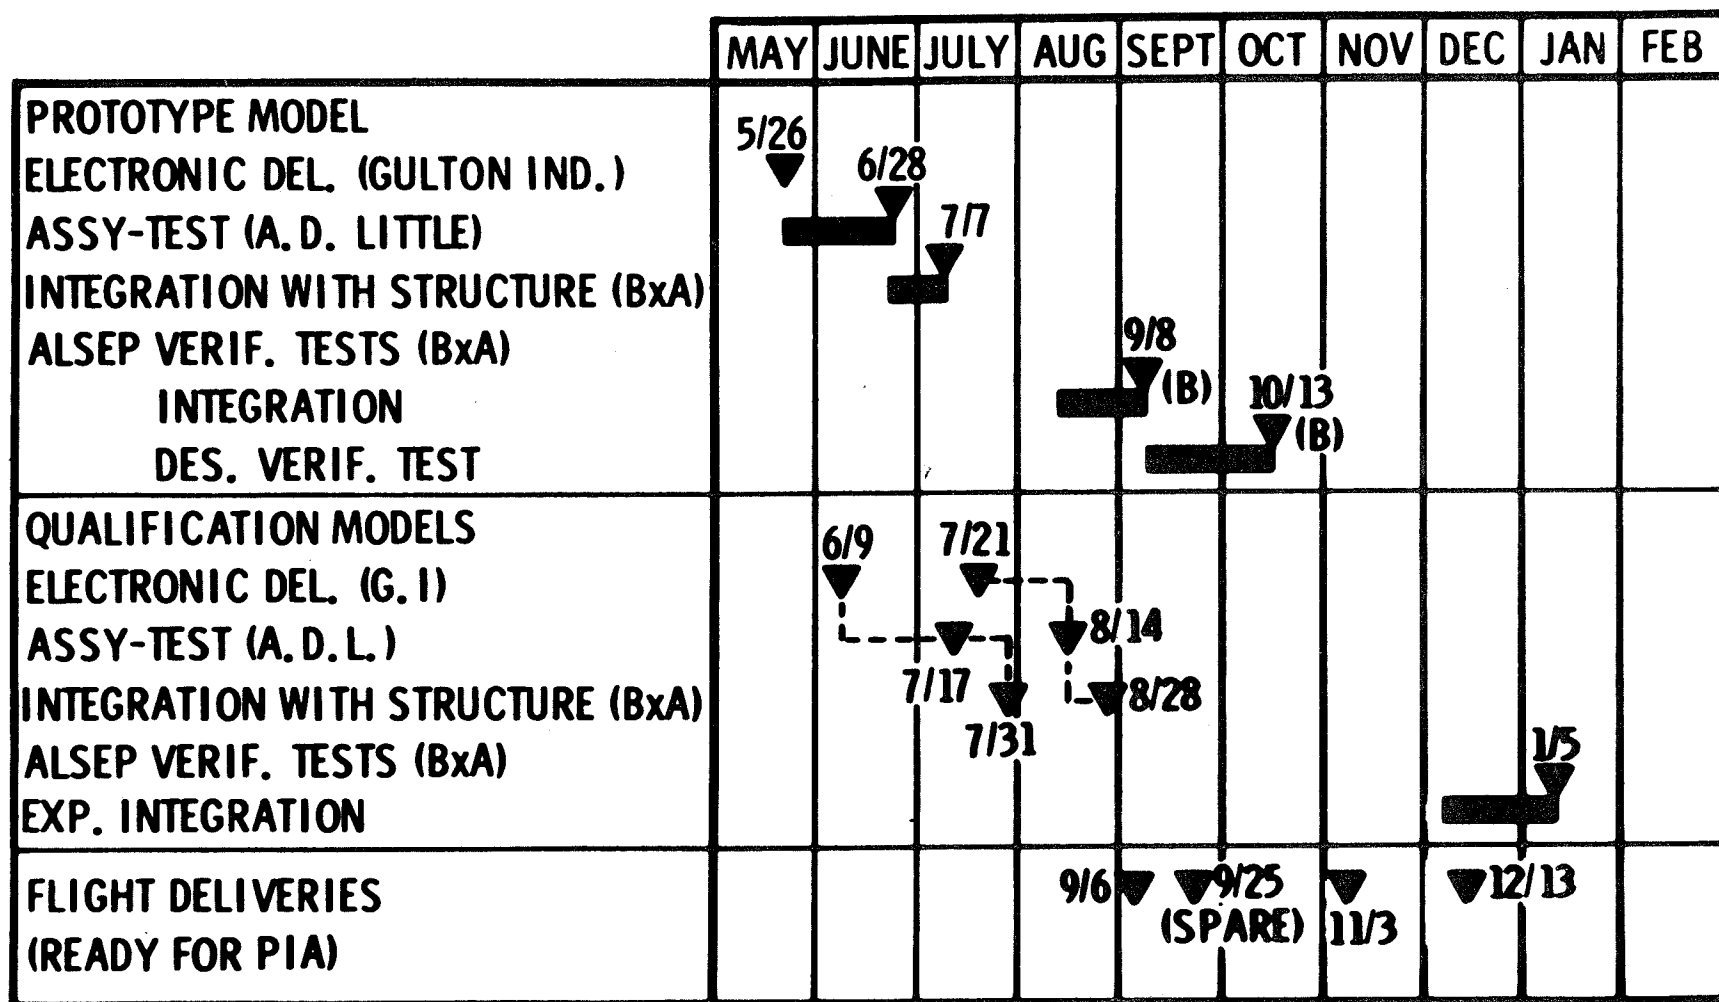 MAY JUNE JULY AUG SEPT OCT NOV DEC JAN FEB
PROTOTYPE MODEL
5/26
ELECTRONIC DEL. (GULTON IND.)
6/28
ASSY-TEST (A.D. LITTLE)
7/7
INTEGRATION WITH STRUCTURE (BxA)
ALSEP VERIF. TESTS (BxA)
9/8
(B)
INTEGRATION
10/13
(B)
DES. VERIF. TEST
QUALIFICATION MODELS
6/9 7/21
ELECTRONIC DEL. (G.I)
ASSY-TEST (A.D.L.)
8/14
7/17
INTEGRATION WITH STRUCTURE (BxA)
8/28
7/31
ALSEP VERIF. TESTS (BxA)
1/5
EXP. INTEGRATION
FLIGHT DELIVERIES
9/6 9/25 12/13
(SPARE) 11/3
(READY FOR PIA)